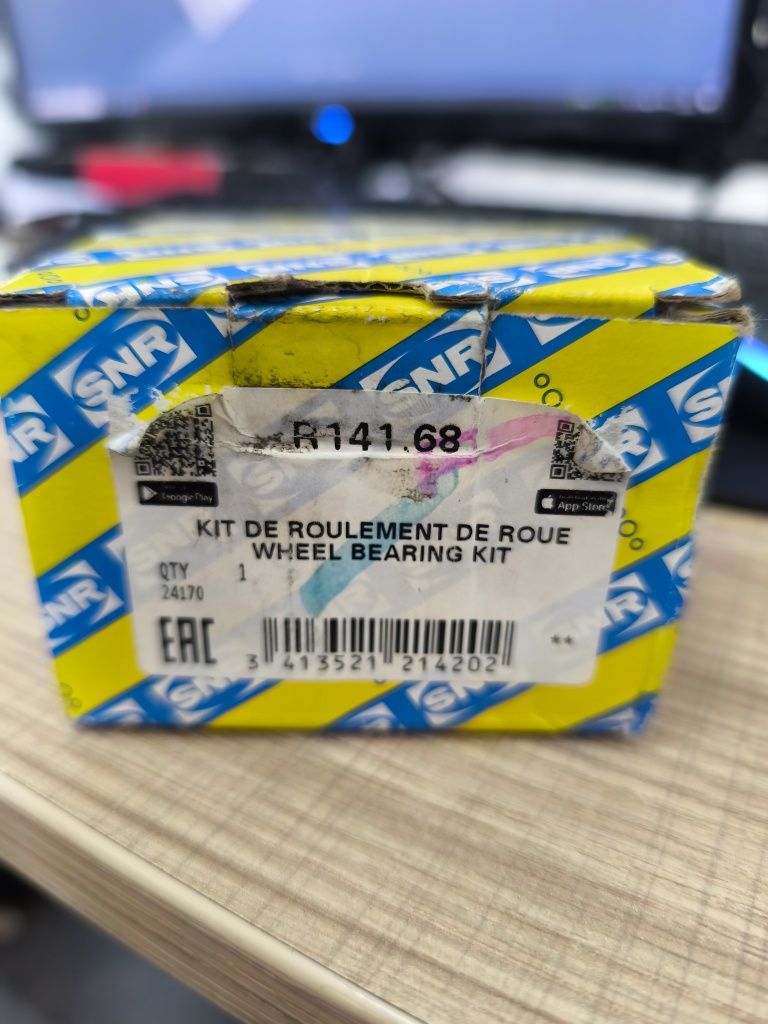 SNR
SNR
SNR
SNR
R141.68
Google Play
App Store
KIT DE ROULEMENT DE ROUE
WHEEL BEARING KIT
QTY 1
24170
SNR
SNR
EAC
**
3 413521 214202